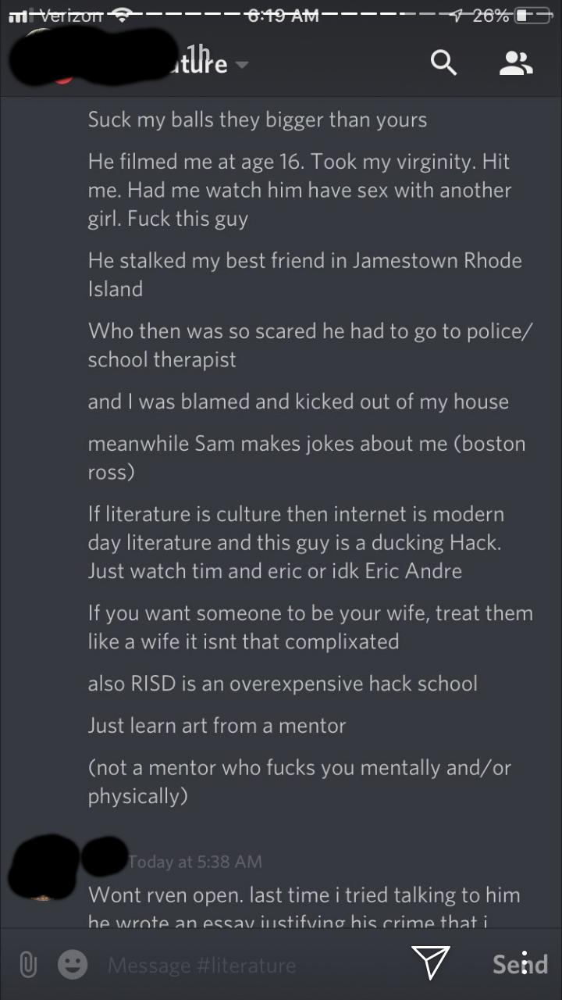 Verizon 6:19 AM 26%
ature 1h
Suck my balls they bigger than yours
He filmed me at age 16. Took my virginity. Hit
me. Had me watch him have sex with another
girl. Fuck this guy
He stalked my best friend in Jamestown Rhode
Island
Who then was so scared he had to go to police/
school therapist
and I was blamed and kicked out of my house
meanwhile Sam makes jokes about me (boston
ross)
If literature is culture then internet is modern
day literature and this guy is a ducking Hack.
Just watch tim and eric or idk Eric Andre
If you want someone to be your wife, treat them
like a wife it isnt that complixated
also RISD is an overexpensive hack school
Just learn art from a mentor
(not a mentor who fucks you mentally and/or
physically)
Today at 5:38 AM
Wont rven open. last time i tried talking to him
he wrote an essay justifying his crime that i
Message #literature
Send